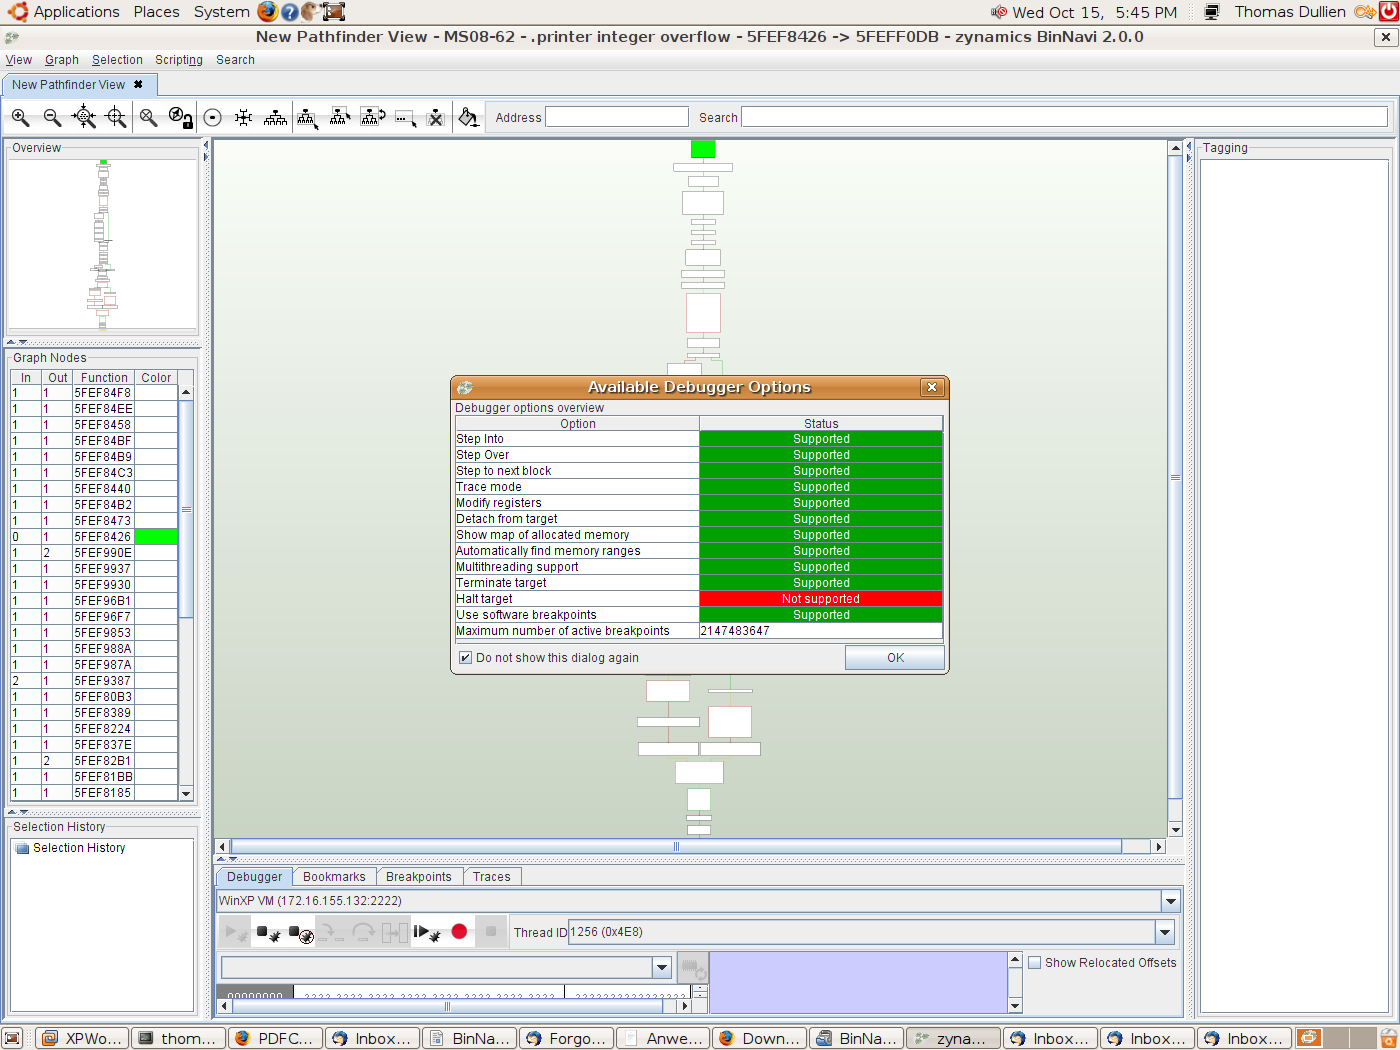 Applications Places System Wed Oct 15, 5:45 PM Thomas Dullien
New Pathfinder View - MS08-62 - .printer integer overflow - 5FEF8426 -> 5FEFF0DB - zynamics BinNavi 2.0.0
View Graph Selection Scripting Search
New Pathfinder View
Address Search
Overview
Tagging
Graph Nodes
In Out Function Color
1 1 5FEF84F8
1 1 5FEF84EE
1 1 5FEF8458
1 1 5FEF84BF
1 1 5FEF84B9
1 1 5FEF84C3
1 1 5FEF8440
1 1 5FEF84B2
1 1 5FEF8473
0 1 5FEF8426
1 2 5FEF990E
1 1 5FEF9937
1 1 5FEF9930
1 1 5FEF96B1
1 1 5FEF96F7
1 1 5FEF9853
1 1 5FEF988A
1 1 5FEF987A
2 1 5FEF9387
1 1 5FEF80B3
1 1 5FEF8389
1 1 5FEF8224
1 1 5FEF837E
1 2 5FEF82B1
1 1 5FEF81BB
1 1 5FEF8185
Selection History
Selection History
Available Debugger Options
Debugger options overview
Option Status
Step Into Supported
Step Over Supported
Step to next block Supported
Trace mode Supported
Modify registers Supported
Detach from target Supported
Show map of allocated memory Supported
Automatically find memory ranges Supported
Multithreading support Supported
Terminate target Supported
Halt target Not supported
Use software breakpoints Supported
Maximum number of active breakpoints 2147483647
Do not show this dialog again OK
Debugger Bookmarks Breakpoints Traces
WinXP VM (172.16.155.132:2222)
Thread ID 1256 (0x4E8)
Show Relocated Offsets
XPWo... thom... PDFC... Inbox... BinNa... Forgo... Anwe... Down... BinNa... zyna... Inbox... Inbox... Inbox...